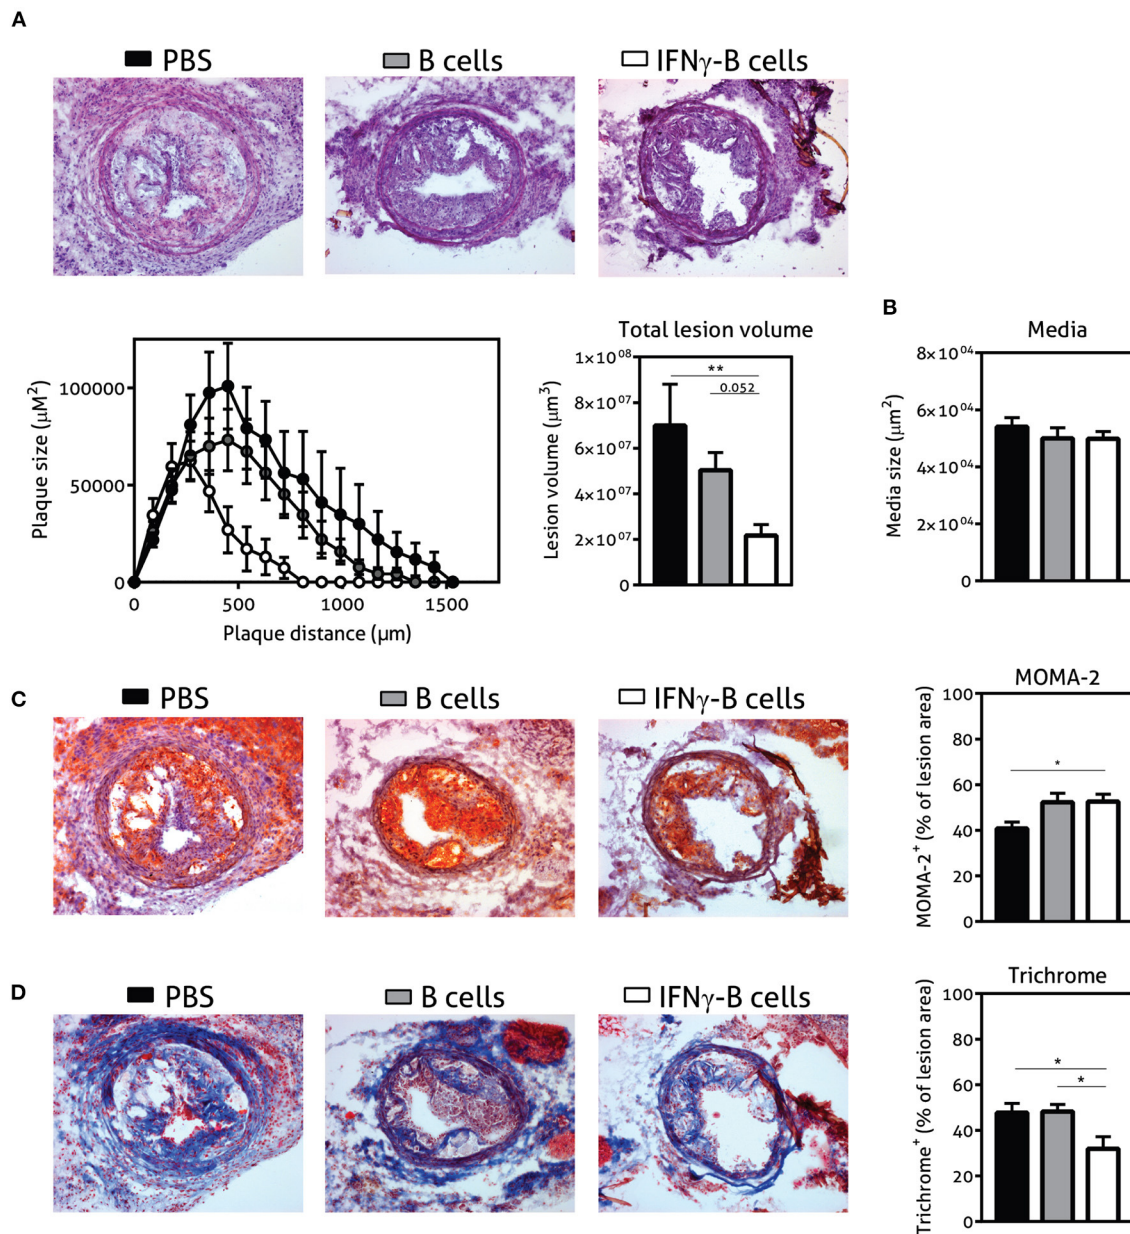 A
PBS
B cells
IFNγ-B cells
Plaque size (μM²)
100000
50000
0
0 500 1000 1500
Plaque distance (μm)
Total lesion volume
Lesion volume (μm³)
1×10⁰⁸
8×10⁰⁷
6×10⁰⁷
4×10⁰⁷
2×10⁰⁷
0
**
0.052
B
Media
Media size (μm²)
8×10⁰⁴
6×10⁰⁴
4×10⁰⁴
2×10⁰⁴
0
C
PBS
B cells
IFNγ-B cells
MOMA-2
MOMA-2⁺ (% of lesion area)
100
80
60
40
20
0
*
D
PBS
B cells
IFNγ-B cells
Trichrome
Trichrome⁺ (% of lesion area)
100
80
60
40
20
0
*
*